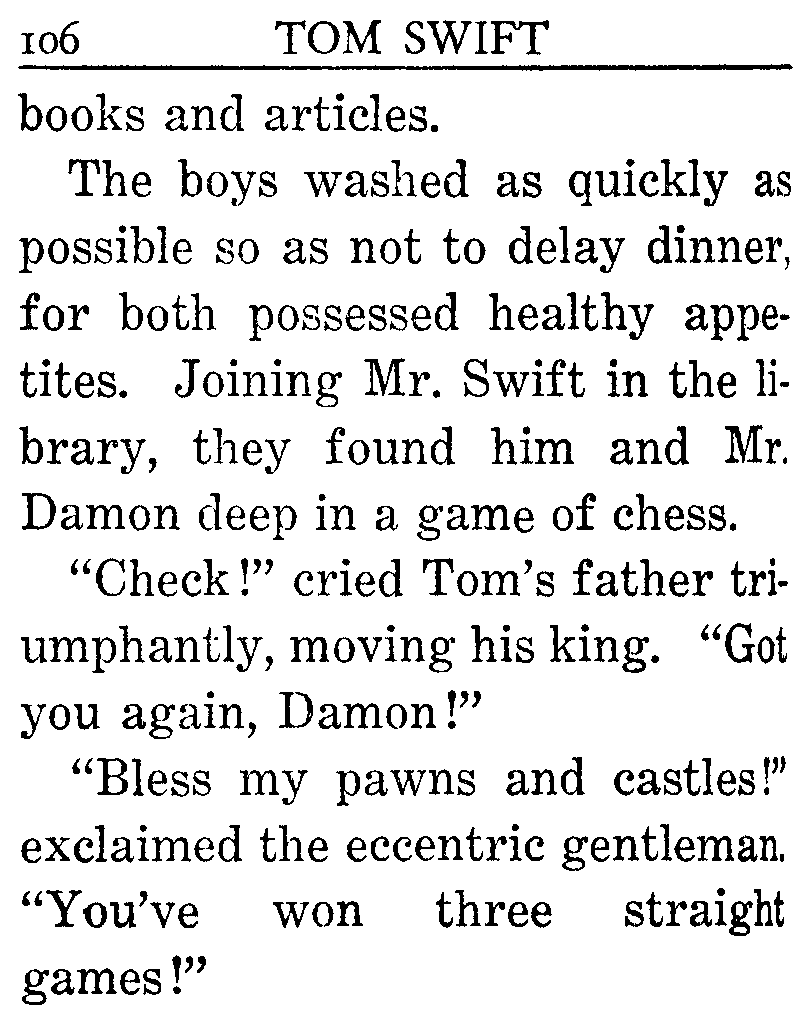 106 TOM SWIFT
books and articles.
The boys washed as quickly as
possible so as not to delay dinner,
for both possessed healthy appe-
tites. Joining Mr. Swift in the li-
brary, they found him and Mr.
Damon deep in a game of chess.
“Check!” cried Tom’s father tri-
umphantly, moving his king. “Got
you again, Damon!”
“Bless my pawns and castles!”
exclaimed the eccentric gentleman.
“You’ve won three straight
games!”